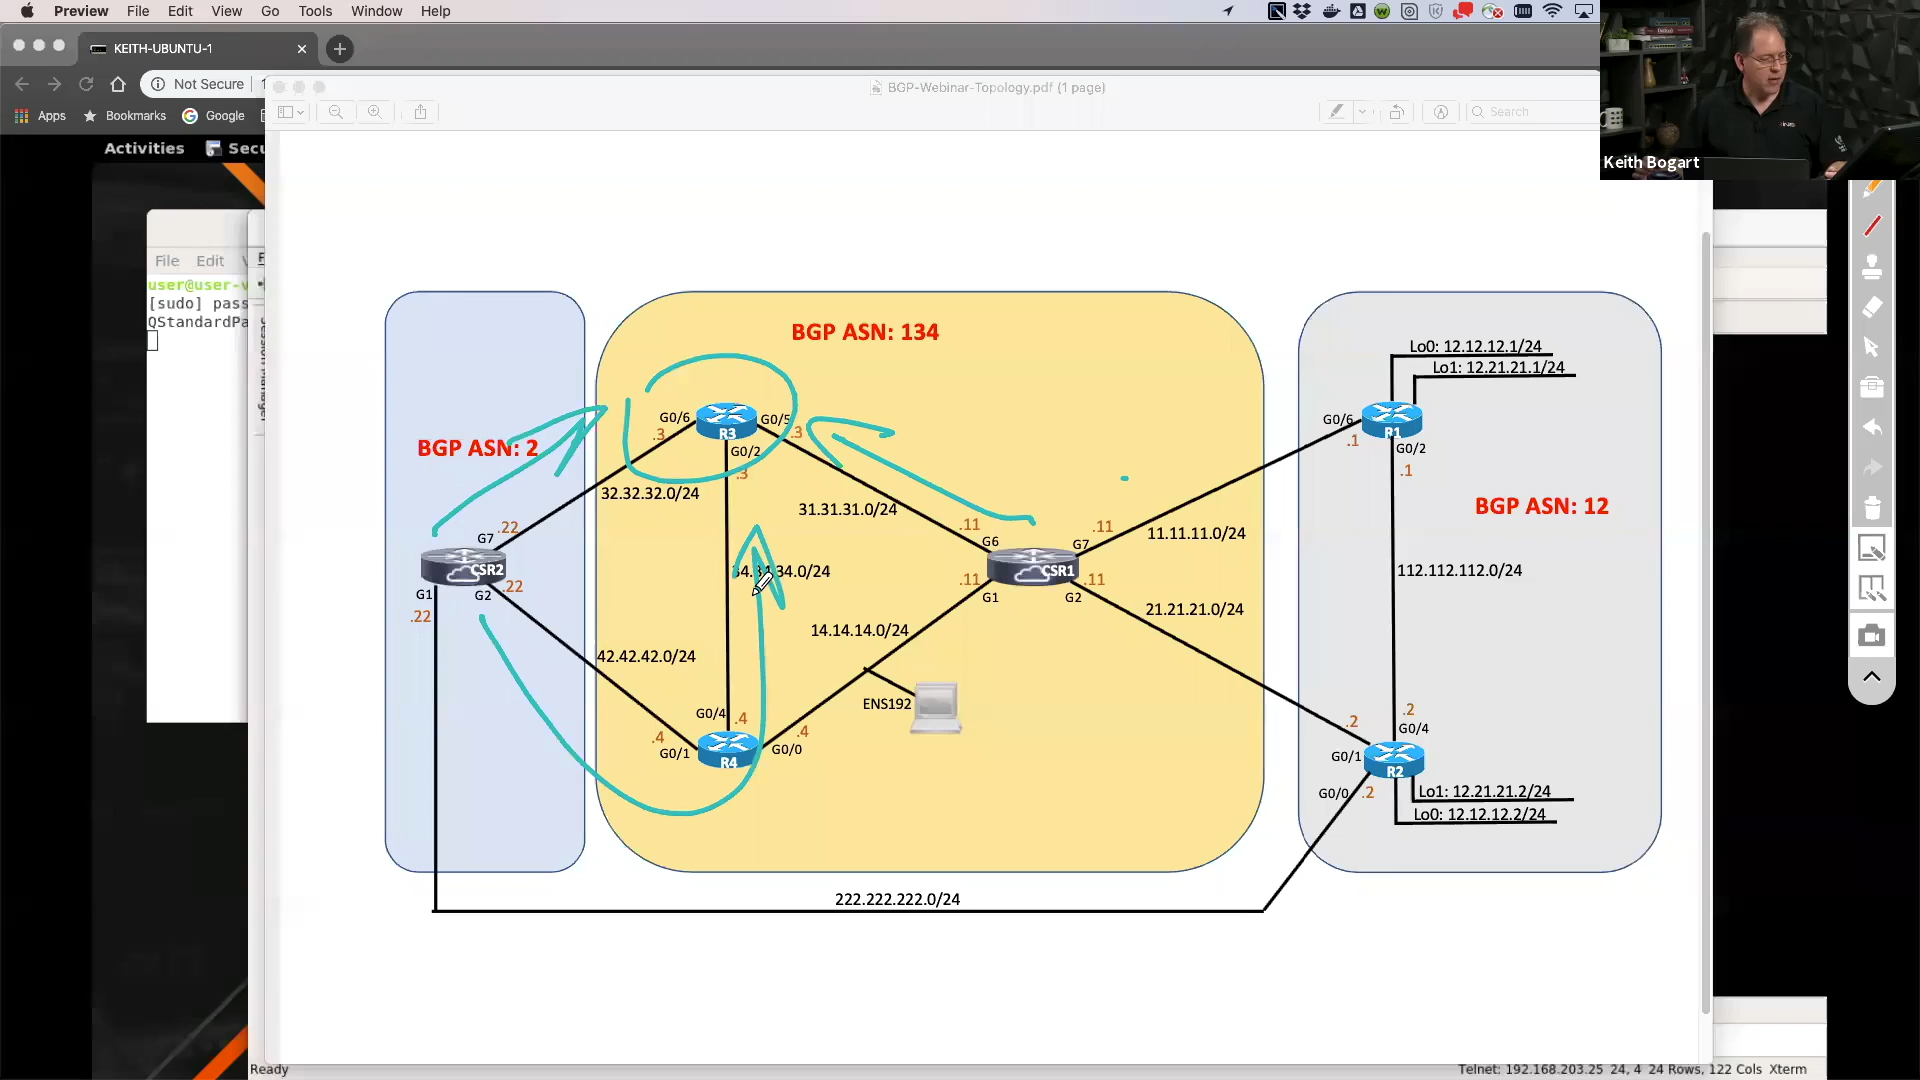 Preview File Edit View Go Tools Window Help
KEITH-UBUNTU-1
Not Secure
BGP-Webinar-Topology.pdf (1 page)
Apps Bookmarks Google
Search
Activities
Keith Bogart
File Edit
user@user-v
[sudo] pass
QStandardPa
BGP ASN: 134
Lo0: 12.12.12.1/24
Lo1: 12.21.21.1/24
G0/6 R3 G0/5
.3 .3
G0/2
.3
G0/6 R1
.1 G0/2
.1
BGP ASN: 2
32.32.32.0/24
31.31.31.0/24
BGP ASN: 12
.22
G7
.11
G6
.11
G7
11.11.11.0/24
CSR2
34.0/24
CSR1
112.112.112.0/24
G1 G2 .22
.22
.11
G1
.11
G2
21.21.21.0/24
14.14.14.0/24
42.42.42.0/24
ENS192
G0/4 .4
.4 .4
G0/1 R4 G0/0
.2
G0/4
.2
G0/1 R2
G0/0 .2
Lo1: 12.21.21.2/24
Lo0: 12.12.12.2/24
222.222.222.0/24
Ready
Telnet: 192.168.203.25 24, 4 24 Rows, 122 Cols Xterm